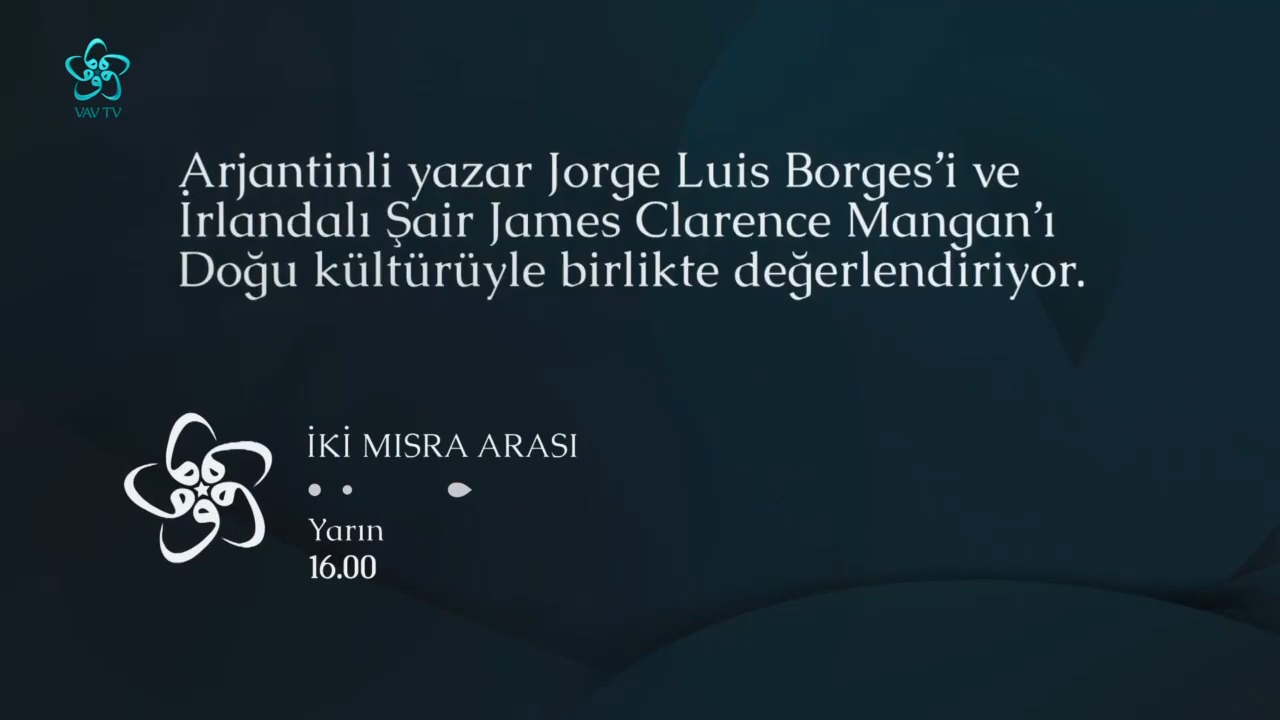 VAV TV
Arjantinli yazar Jorge Luis Borges’i ve
İrlandalı Şair James Clarence Mangan’ı
Doğu kültürüyle birlikte değerlendiriyor.
İKİ MISRA ARASI
Yarın
16.00